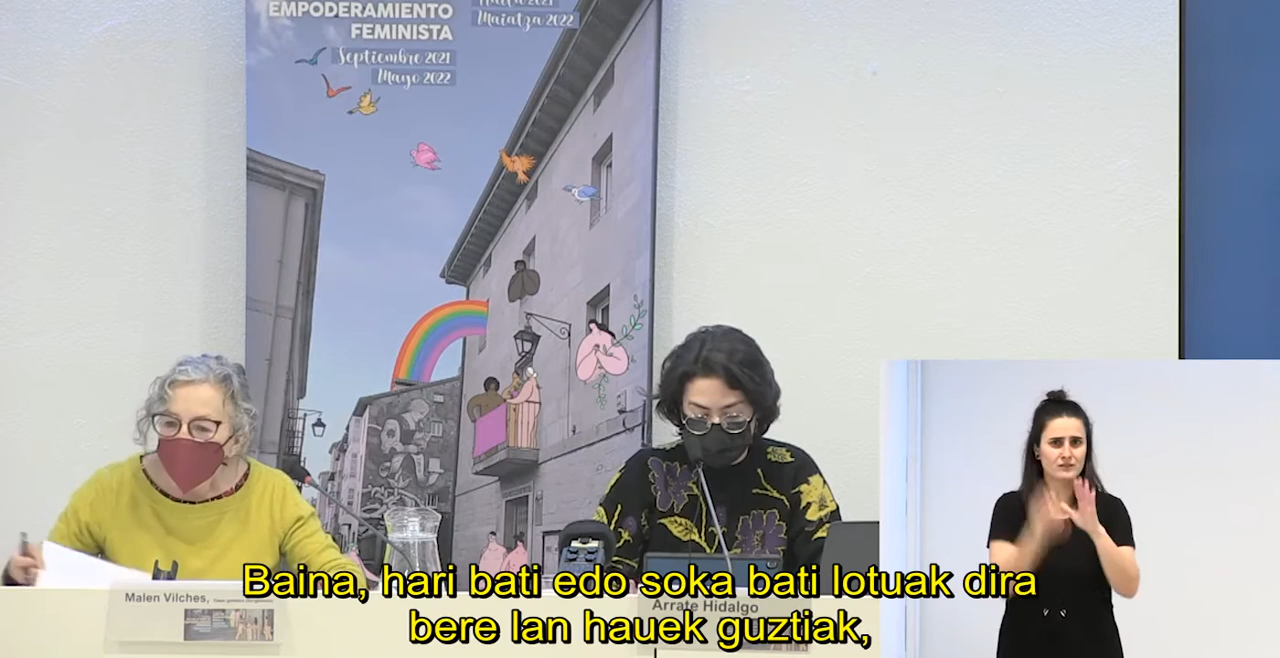 EMPODERAMIENTO
FEMINISTA
Septiembre 2021
Mayo 2022
Maiatza 2022
Malen Vilches,
Arrate Hidalgo
Baina, hari bati edo soka bati lotuak dira
bere lan hauek guztiak,